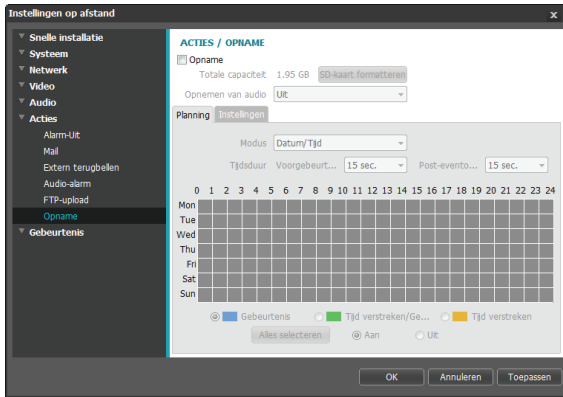 Instellingen op afstand x
Snelle installatie
Systeem
Netwerk
Video
Audio
Acties
Alarm-Uit
Mail
Extern terugbellen
Audio-alarm
FTP-upload
Opname
Gebeurtenis
ACTIES / OPNAME
Opname
Totale capaciteit 1.95 GB SD-kaart formatteren
Opnemen van audio Uit
Planning Instellingen
Modus Datum/Tijd
Tijdsduur Voorgebeurt... 15 sec. Post-evento... 15 sec.
0 1 2 3 4 5 6 7 8 9 10 11 12 13 14 15 16 17 18 19 20 21 22 23 24
Mon
Tue
Wed
Thu
Fri
Sat
Sun
Gebeurtenis Tijd verstreken/Ge... Tijd verstreken
Alles selecteren Aan Uit
OK Annuleren Toepassen